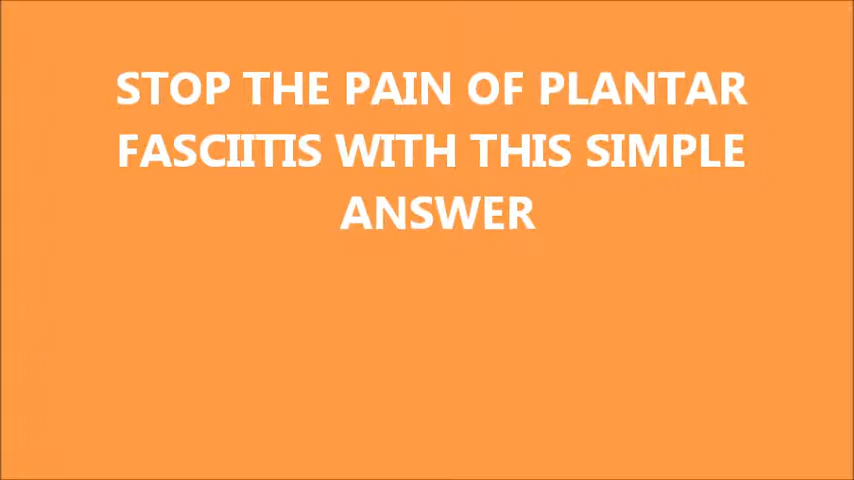 STOP THE PAIN OF PLANTAR
FASCIITIS WITH THIS SIMPLE
ANSWER